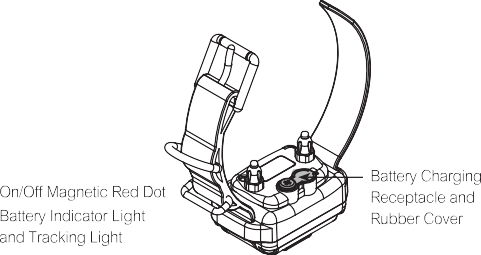 On/Off Magnetic Red Dot
Battery Indicator Light
and Tracking Light
Battery Charging
Receptacle and
Rubber Cover